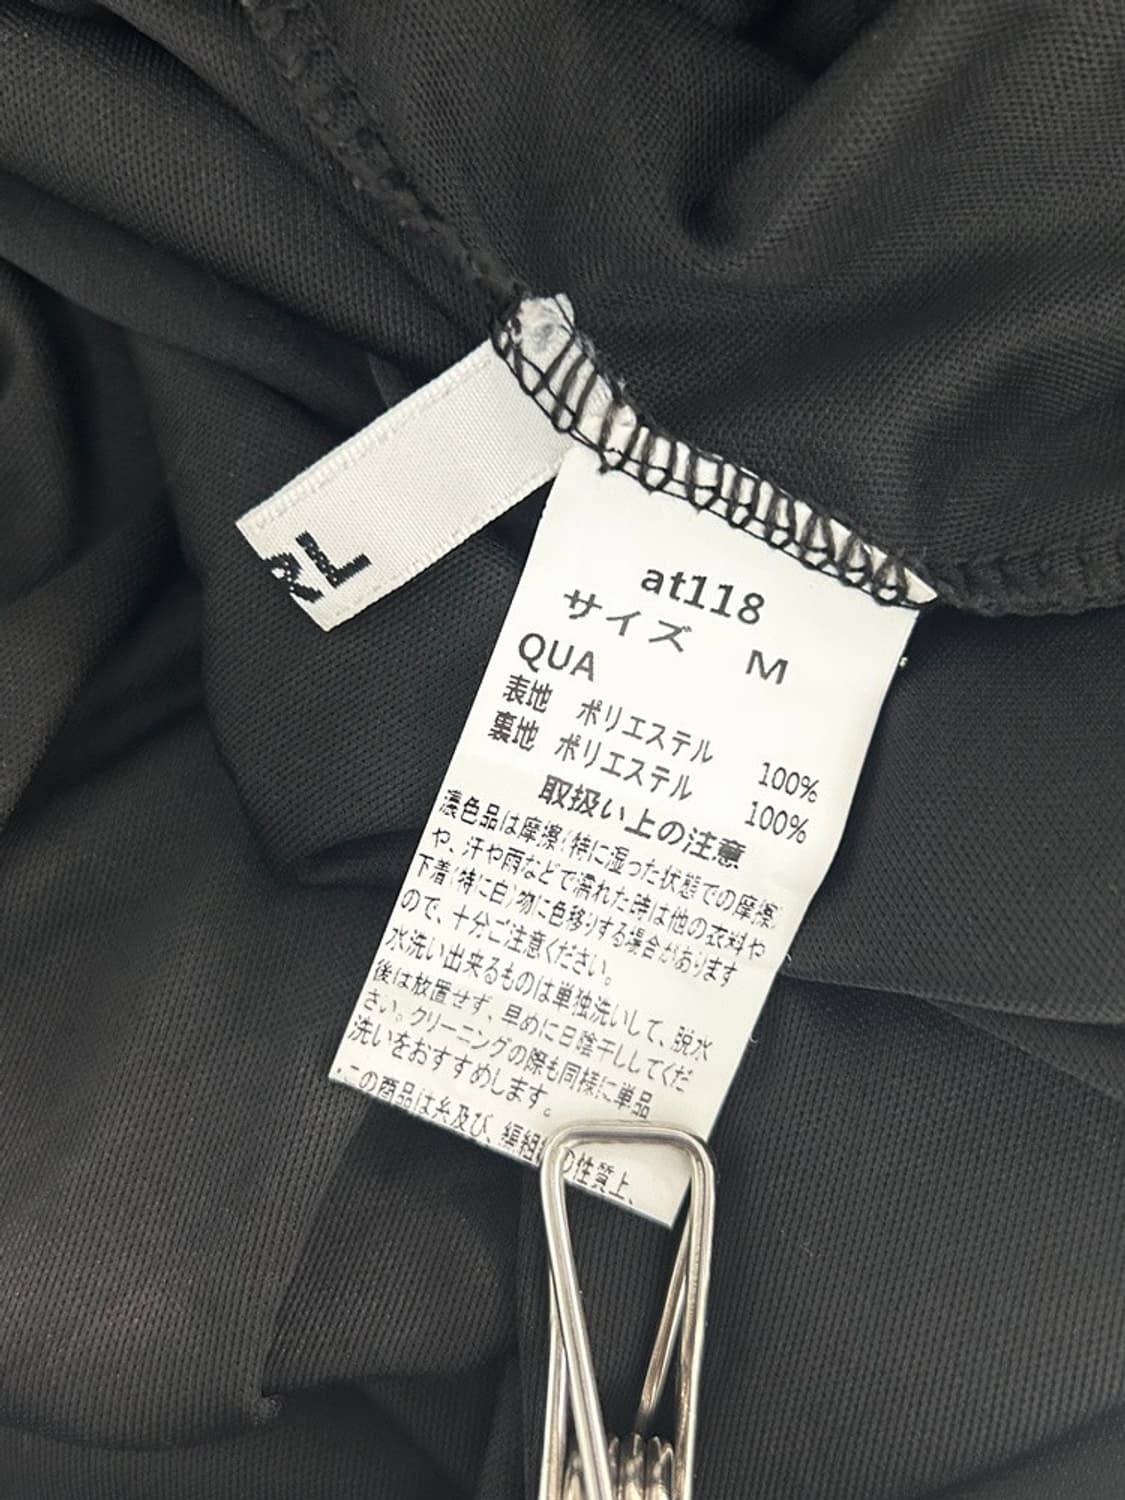 RL
at118
サイズ M
QUA
表地 ポリエステル 100%
裏地 ポリエステル 100%
取扱い上の注意
濃色品は摩擦(特に湿った状態での摩擦)
や、汗や雨などで濡れた時は他の衣料や
下着(特に白)物に色移りする場合があります
ので、十分ご注意ください。
水洗い出来るものは単独洗いして、脱水
後は放置せず、早めに日陰干ししてくだ
さい。クリーニングの際も同様に単品
洗いをおすすめします。
この商品は糸及び、編組 の性質上、